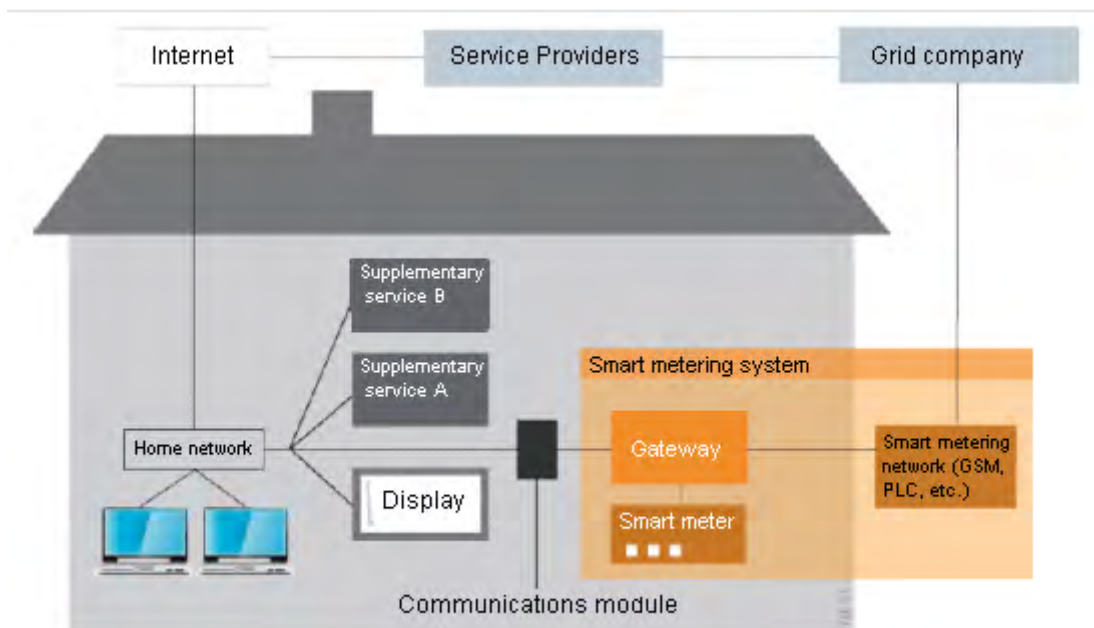 Internet
Service Providers
Grid company
Supplementary
service B
Supplementary
service A
Smart metering system
Home network
Gateway
Smart metering
network (GSM,
PLC, etc.)
Display
Smart meter
Communications module